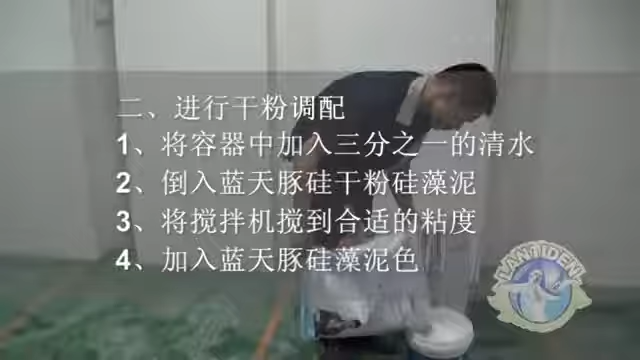 二、进行干粉调配
1、将容器中加入三分之一的清水
2、倒入蓝天豚硅干粉硅藻泥
3、将搅拌机搅到合适的粘度
4、加入蓝天豚硅藻泥色
LANTIDEN